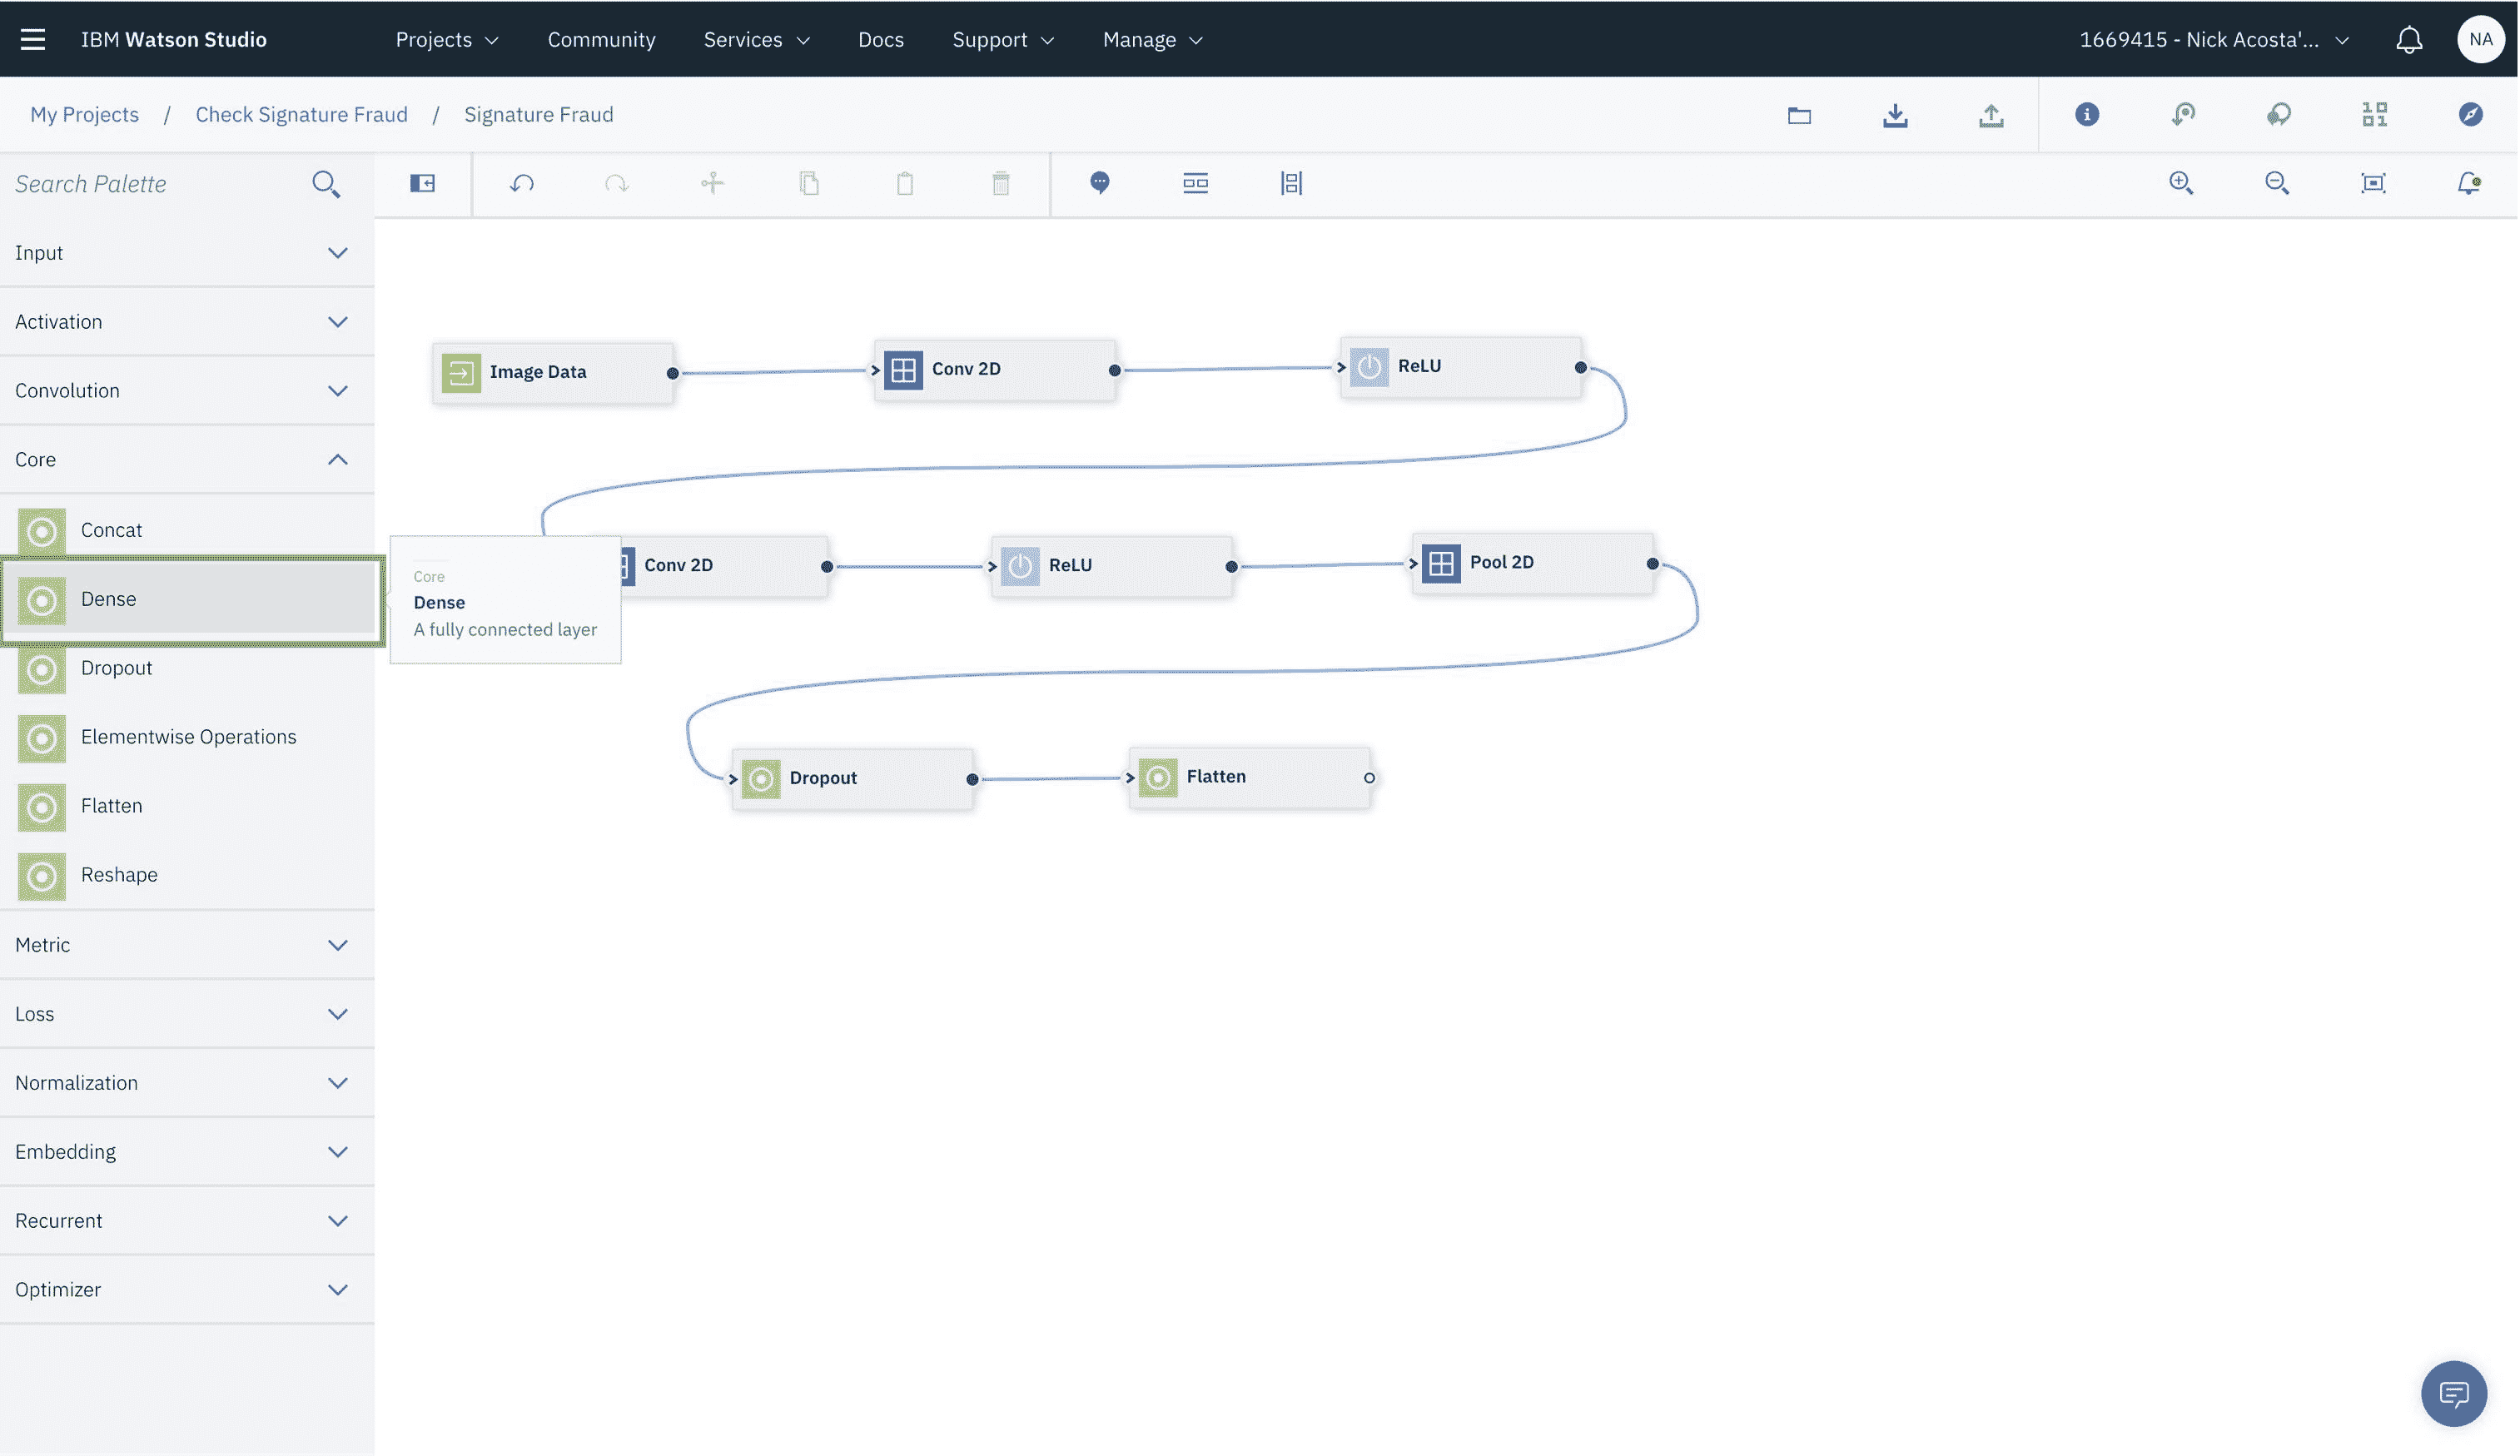 IBM Watson Studio Projects Community Services Docs Support Manage 1669415 - Nick Acosta'... NA
My Projects / Check Signature Fraud / Signature Fraud
Search Palette
Input
Activation
Convolution
Core
Concat
Dense
Dropout
Elementwise Operations
Flatten
Reshape
Metric
Loss
Normalization
Embedding
Recurrent
Optimizer
Image Data
Conv 2D
ReLU
Core
Dense
A fully connected layer
Conv 2D
ReLU
Pool 2D
Dropout
Flatten